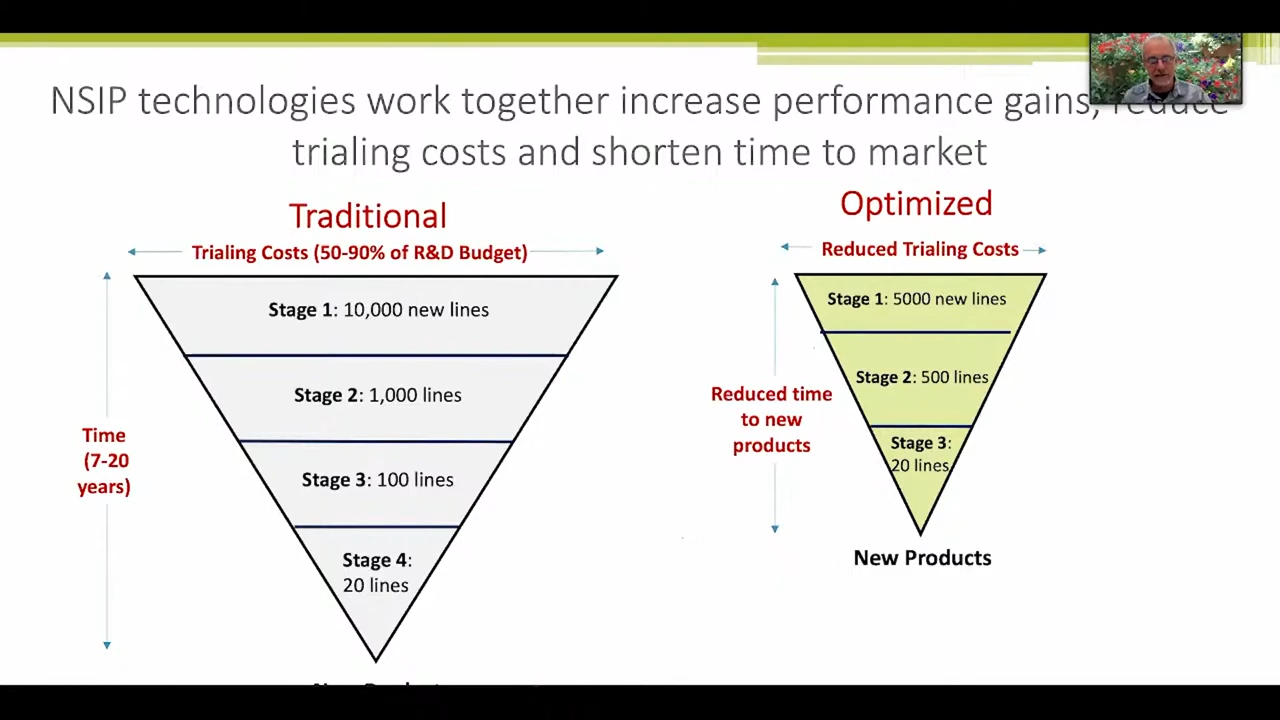 NSIP technologies work together increase performance gains, reduce
trialing costs and shorten time to market
Traditional
Trialing Costs (50-90% of R&D Budget)
Stage 1: 10,000 new lines
Stage 2: 1,000 lines
Stage 3: 100 lines
Stage 4:
20 lines
Time
(7-20
years)
Optimized
Reduced Trialing Costs
Stage 1: 5000 new lines
Stage 2: 500 lines
Stage 3:
20 lines
Reduced time
to new
products
New Products